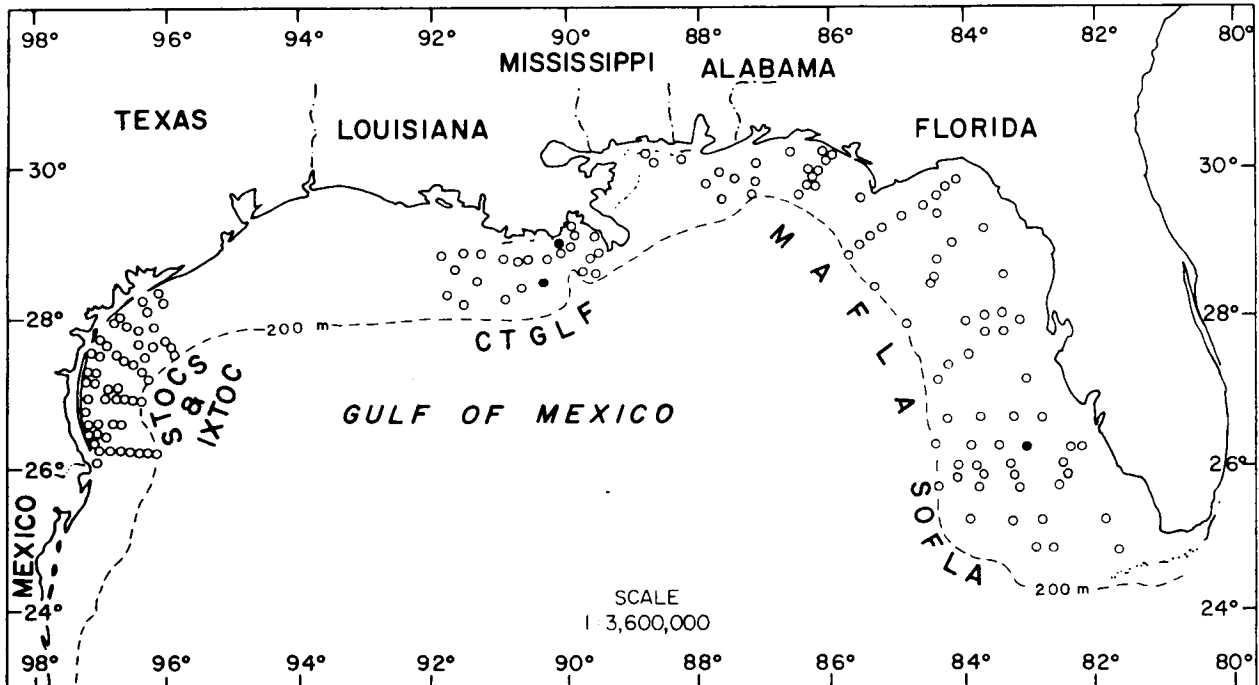 98° 96° 94° 92° 90° 88° 86° 84° 82° 80°
MISSISSIPPI ALABAMA
TEXAS LOUISIANA FLORIDA
30° 30°
28° 28°
200 m
CTGLF
MAFLA
STOCS
&
IXTOC
GULF OF MEXICO
26° 26°
SOFLA
MEXICO
200 m
SCALE
1:3,600,000
24° 24°
98° 96° 94° 92° 90° 88° 86° 84° 82° 80°